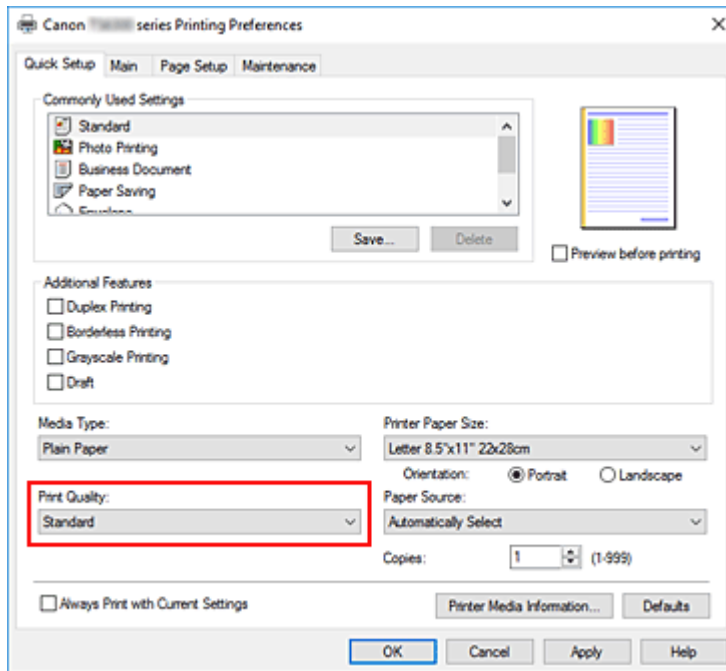 Canon series Printing Preferences
Quick Setup Main Page Setup Maintenance
Commonly Used Settings
Standard
Photo Printing
Business Document
Paper Saving
Envelope
Save... Delete
Preview before printing
Additional Features
Duplex Printing
Borderless Printing
Grayscale Printing
Draft
Media Type:
Plain Paper
Printer Paper Size:
Letter 8.5"x11" 22x28cm
Orientation: Portrait Landscape
Print Quality:
Standard
Paper Source:
Automatically Select
Copies: 1 (1-999)
Always Print with Current Settings
Printer Media Information... Defaults
OK Cancel Apply Help